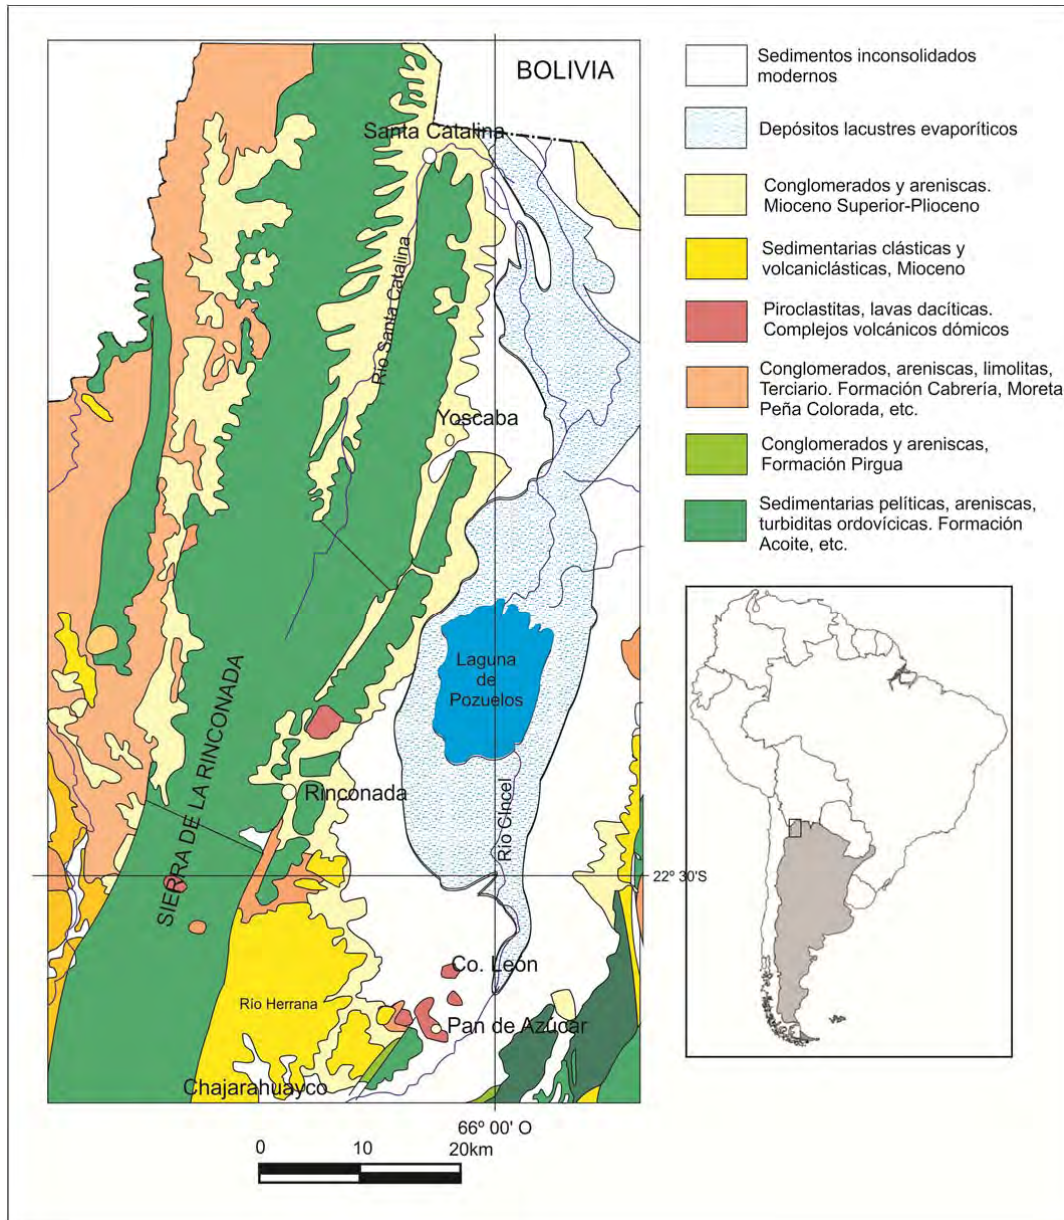 BOLIVIA
Santa Catalina
Río Santa Catalina
Yoscaba
Laguna
de
Pozuelos
SIERRA DE LA RINCONADA
Rinconada
Río Cincel
22º 30'S
Co. León
Río Herrana
Pan de Azúcar
Chajarahuayco
66º 00' O
0 10 20km
Sedimentos inconsolidados
modernos
Depósitos lacustres evaporíticos
Conglomerados y areniscas.
Mioceno Superior-Plioceno
Sedimentarias clásticas y
volcaniclásticas, Mioceno
Piroclastitas, lavas dacíticas.
Complejos volcánicos dómicos
Conglomerados, areniscas, limolitas,
Terciario. Formación Cabrería, Moreta
Peña Colorada, etc.
Conglomerados y areniscas,
Formación Pirgua
Sedimentarias pelíticas, areniscas,
turbiditas ordovícicas. Formación
Acoite, etc.